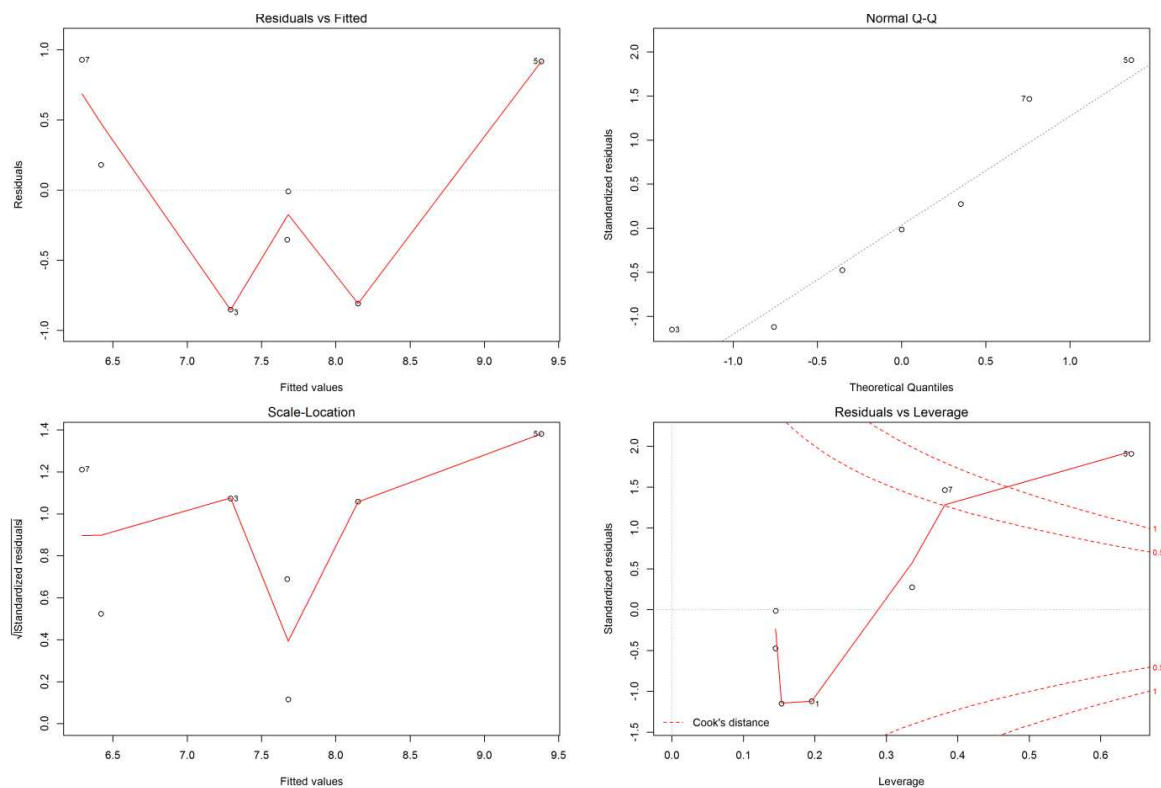 Residuals vs Fitted
Residuals
1.0
0.5
0.0
-0.5
-1.0
7
3
5
6.5 7.0 7.5 8.0 8.5 9.0 9.5
Fitted values
Normal Q-Q
Standardized residuals
2.0
1.5
1.0
0.5
0.0
-0.5
-1.0
5
7
3
-1.0 -0.5 0.0 0.5 1.0
Theoretical Quantiles
Scale-Location
√|Standardized residuals|
1.4
1.2
1.0
0.8
0.6
0.4
0.2
0.0
7
3
5
6.5 7.0 7.5 8.0 8.5 9.0 9.5
Fitted values
Residuals vs Leverage
Standardized residuals
2.0
1.5
1.0
0.5
0.0
-0.5
-1.0
-1.5
5
7
1
1
0.5
0.5
1
Cook's distance
0.0 0.1 0.2 0.3 0.4 0.5 0.6
Leverage